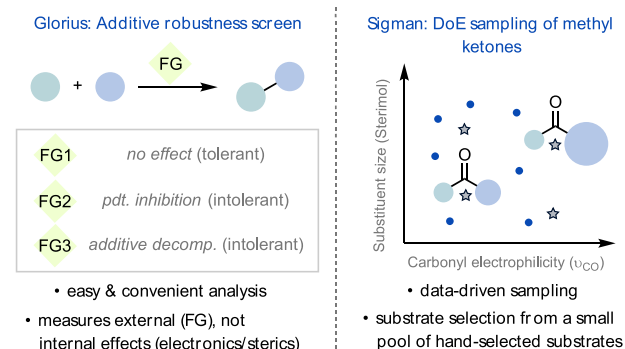 Glorius: Additive robustness screen
FG
+
FG1 no effect (tolerant)
FG2 pdt. inhibition (intolerant)
FG3 additive decomp. (intolerant)
• easy & convenient analysis
• measures external (FG), not
internal effects (electronics/sterics)
Sigman: DoE sampling of methyl
ketones
Substituent size (Sterimol)
O
O
Carbonyl electrophilicity (υCO)
• data-driven sampling
• substrate selection from a small
pool of hand-selected substrates